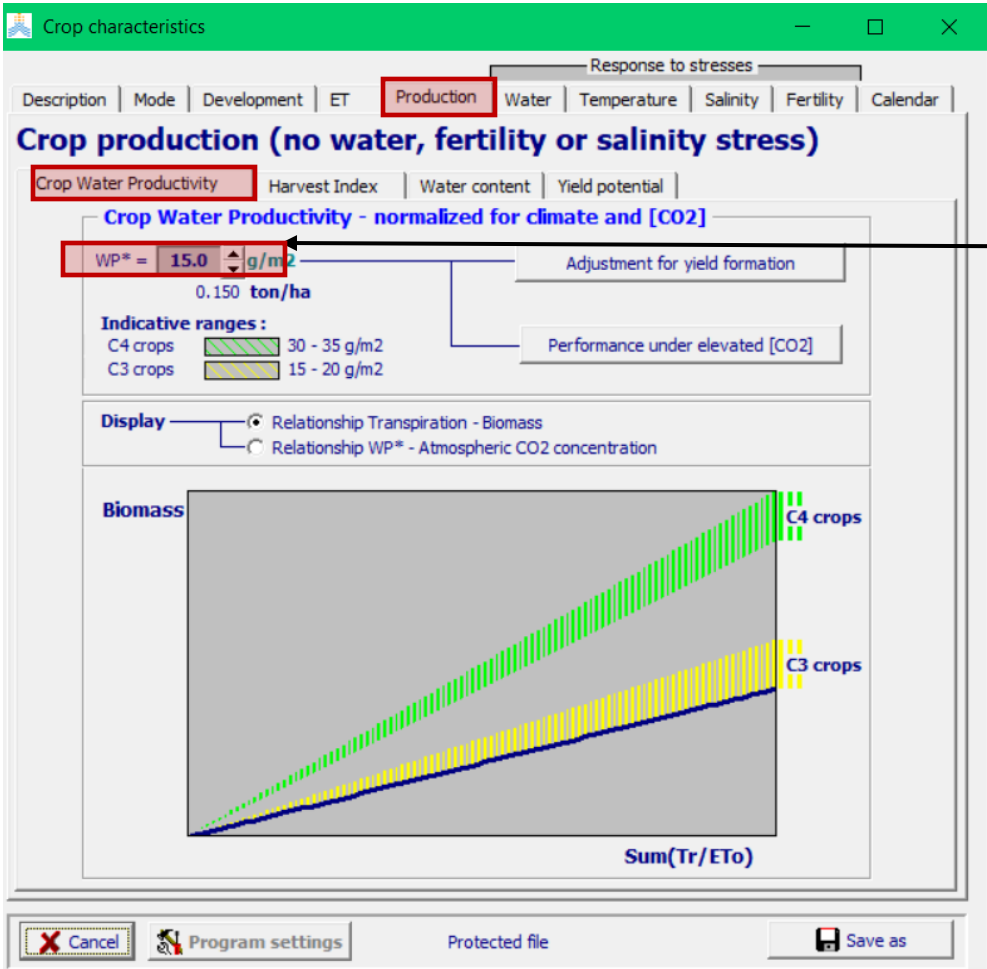 Crop characteristics
Response to stresses
Description Mode Development ET Production Water Temperature Salinity Fertility Calendar
Crop production (no water, fertility or salinity stress)
Crop Water Productivity Harvest Index Water content Yield potential
Crop Water Productivity - normalized for climate and [CO2]
WP* = 15.0 g/m2
Adjustment for yield formation
0.150 ton/ha
Indicative ranges :
C4 crops 30 - 35 g/m2
Performance under elevated [CO2]
C3 crops 15 - 20 g/m2
Display Relationship Transpiration - Biomass
Relationship WP* - Atmospheric CO2 concentration
Biomass
C4 crops
C3 crops
Sum(Tr/ETo)
Cancel Program settings Protected file Save as